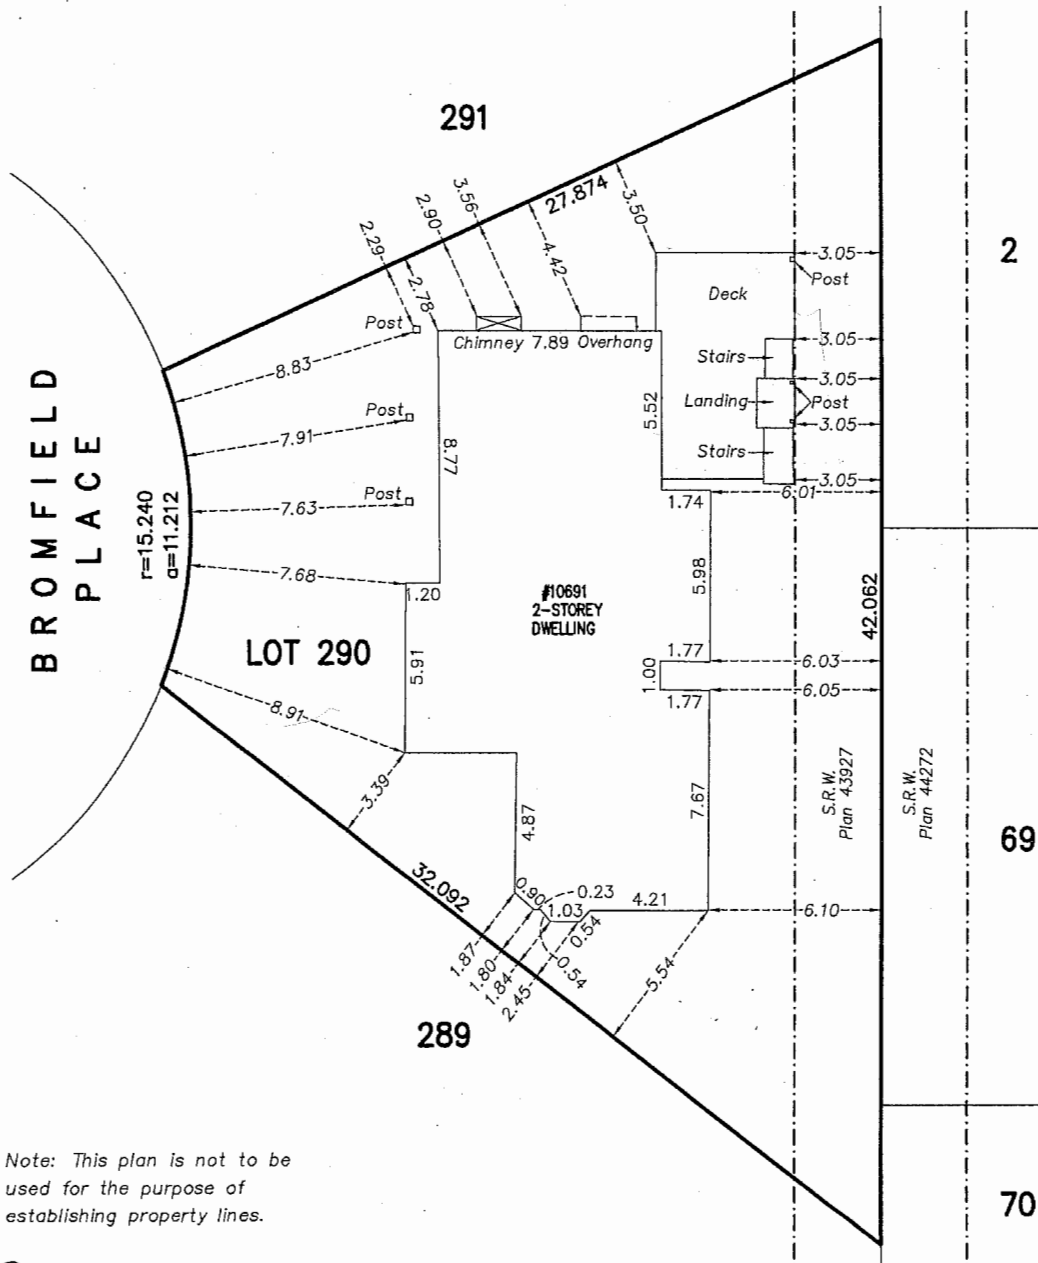 291
2
27.874
3.50
3.56
2.90
2.29
4.42
2.78
3.05
Post
Deck
Post
Chimney 7.89 Overhang
3.05
Stairs
8.83
3.05
Landing
Post
Post
3.05
5.52
7.91
8.77
Stairs
BROMFIELD
PLACE
r=15.240
a=11.212
Post
7.63
3.05
6.01
1.74
7.68
1.20
5.98
#10691
2-STOREY
DWELLING
42.062
LOT 290
5.91
1.77
6.03
1.00
1.77
6.05
8.91
3.39
S.R.W.
Plan 43927
S.R.W.
Plan 44272
7.67
4.87
69
32.092
0.90
0.23
1.03
4.21
6.10
0.54
0.54
1.87
1.80
1.84
2.45
5.54
289
Note: This plan is not to be
used for the purpose of
establishing property lines.
70